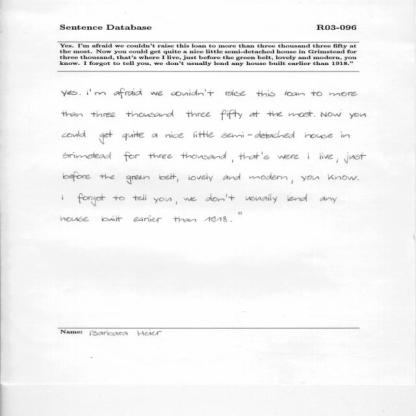 Sentence Database R03-096
Yes. I'm afraid we couldn't raise this loan to more than three thousand three fifty at
the most. Now you could get quite a nice little semi-detached house in Grimstead for
three thousand, that's where I live, just before the green belt, lovely and modern, you
know. I forgot to tell you, we don't usually lend any house built earlier than 1918."
yes. i'm afraid we couldn't raise this loan to more
than three thousand three fifty at the most. Now you
could get quite a nice little semi-detached house in
Grimstead for three thousand, that's were i live, just
before the green belt, lovely and modern, you know.
i forgot to tell you, we don't usually lend any
house built earlier than 1918."
Name: Barbara Meier